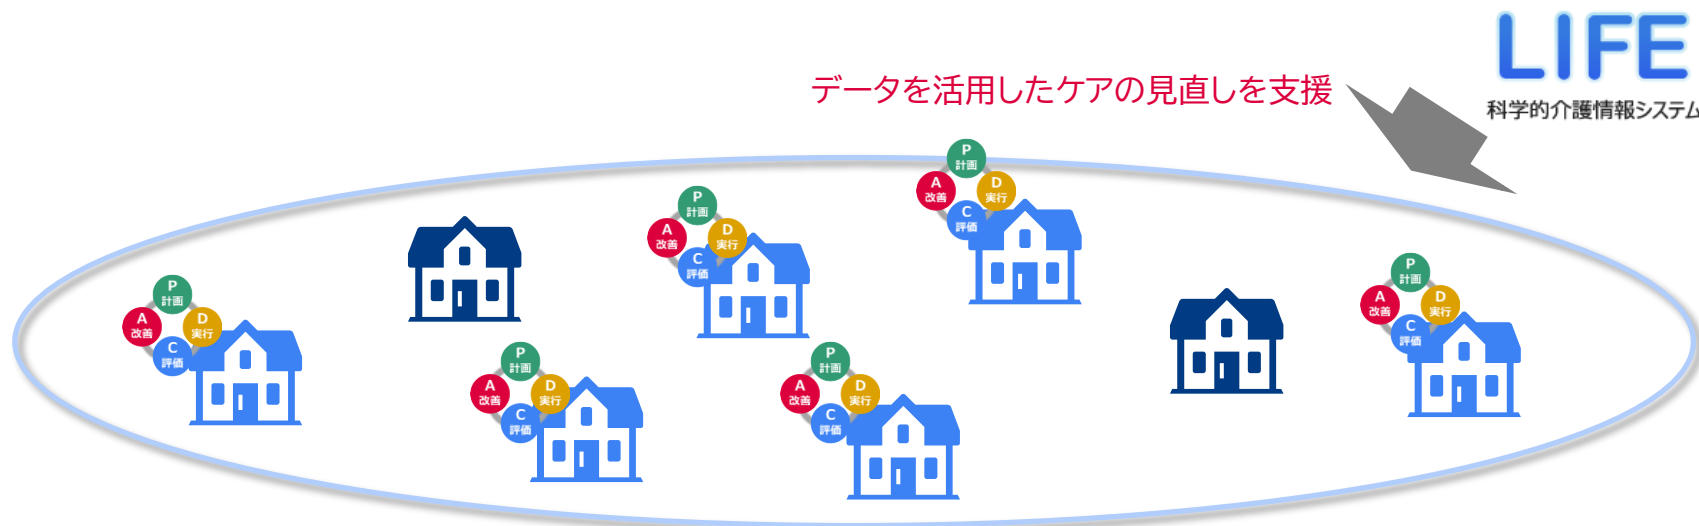 LIFE
科学的介護情報システム
データを活用したケアの見直しを支援
P
計画
A
改善
D
実行
C
評価
P
計画
A
改善
D
実行
C
評価
P
計画
A
改善
D
実行
C
評価
P
計画
A
改善
D
実行
C
評価
P
計画
A
改善
D
実行
C
評価
P
計画
A
改善
D
実行
C
評価